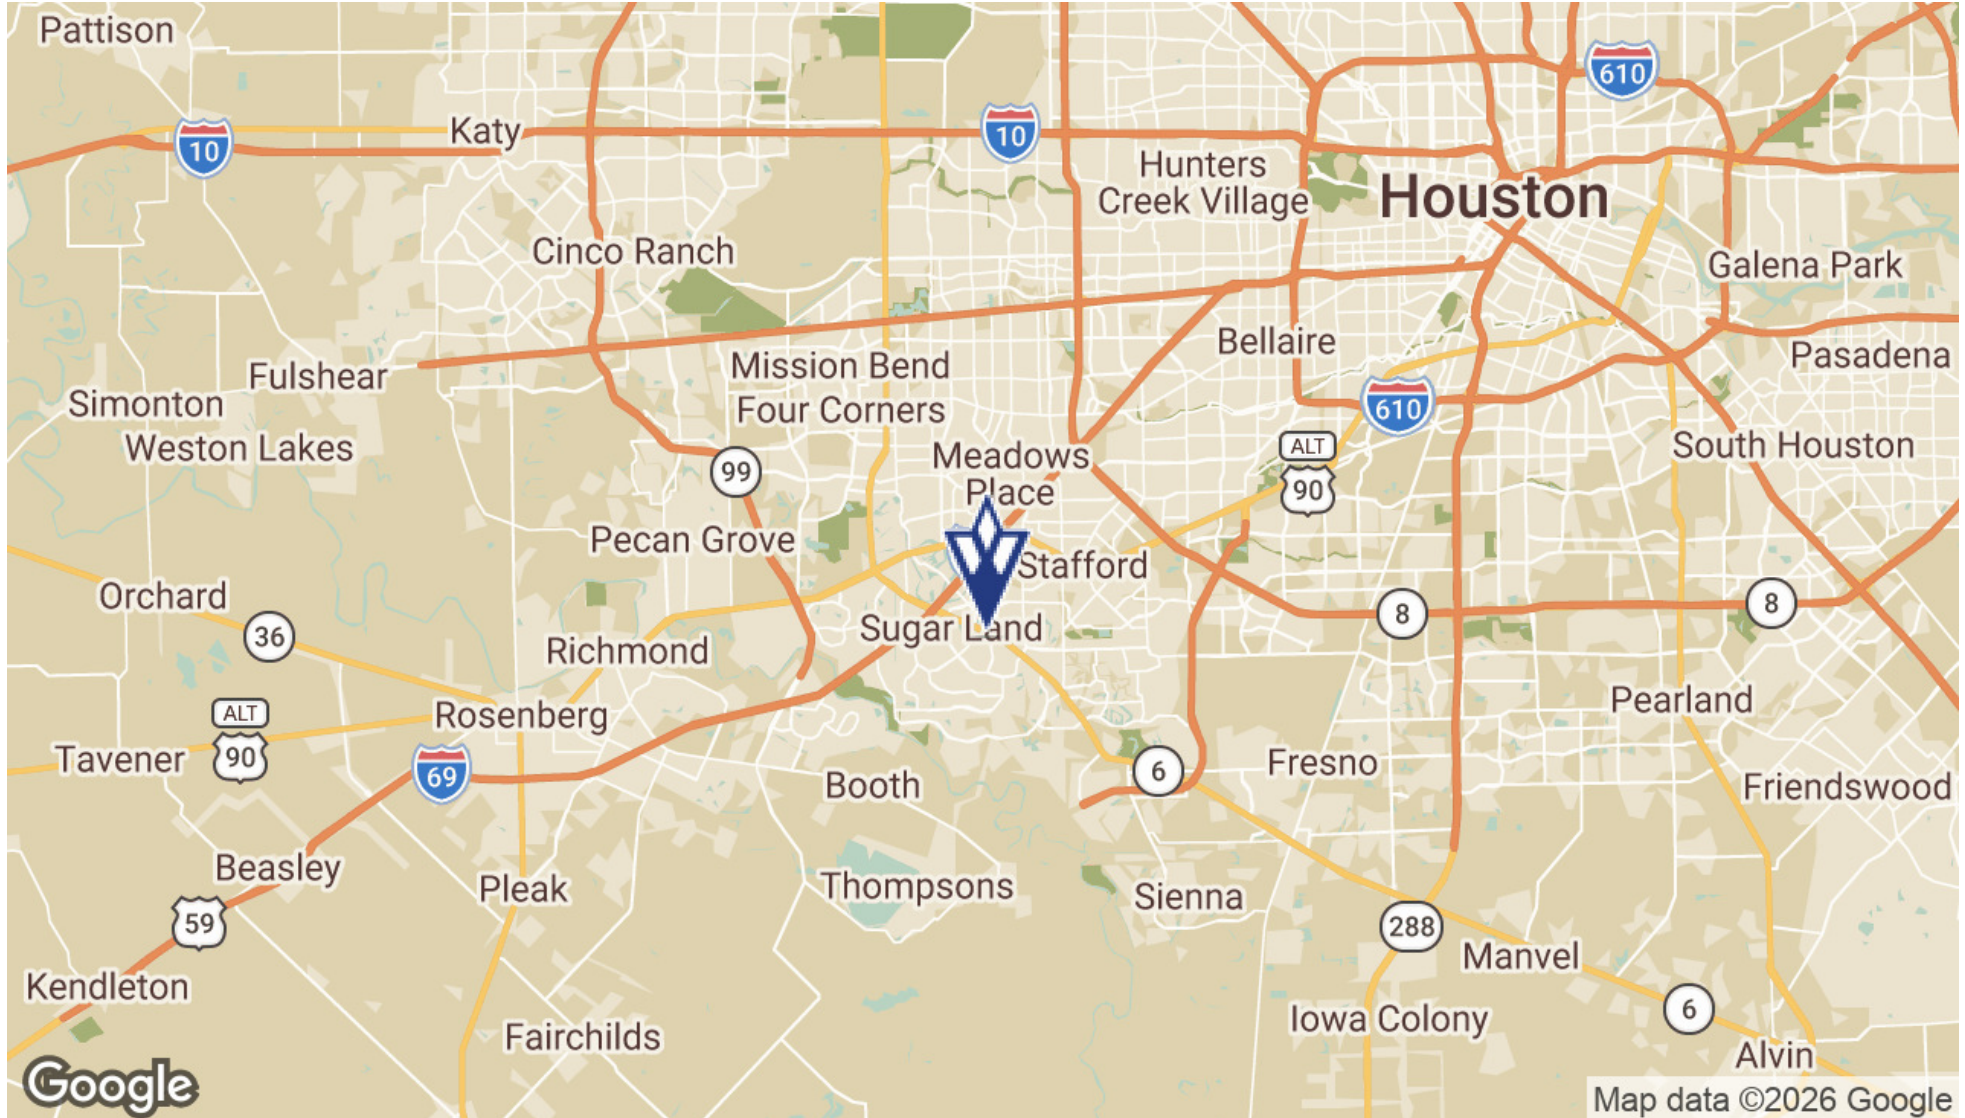 Pattison
610
10
Katy
10
Hunters
Creek Village
Houston
Cinco Ranch
Galena Park
Bellaire
Pasadena
Mission Bend
Fulshear
Simonton
Four Corners
610
Weston Lakes
ALT
90
South Houston
Meadows
Place
99
Pecan Grove
Stafford
Orchard
8
8
36
Sugar Land
Richmond
ALT
90
Rosenberg
Pearland
Tavener
69
6
Fresno
Booth
Friendswood
Beasley
Pleak
Thompsons
Sienna
59
288
Manvel
Kendleton
6
Iowa Colony
Fairchilds
Alvin
Google
Map data ©2026 Google